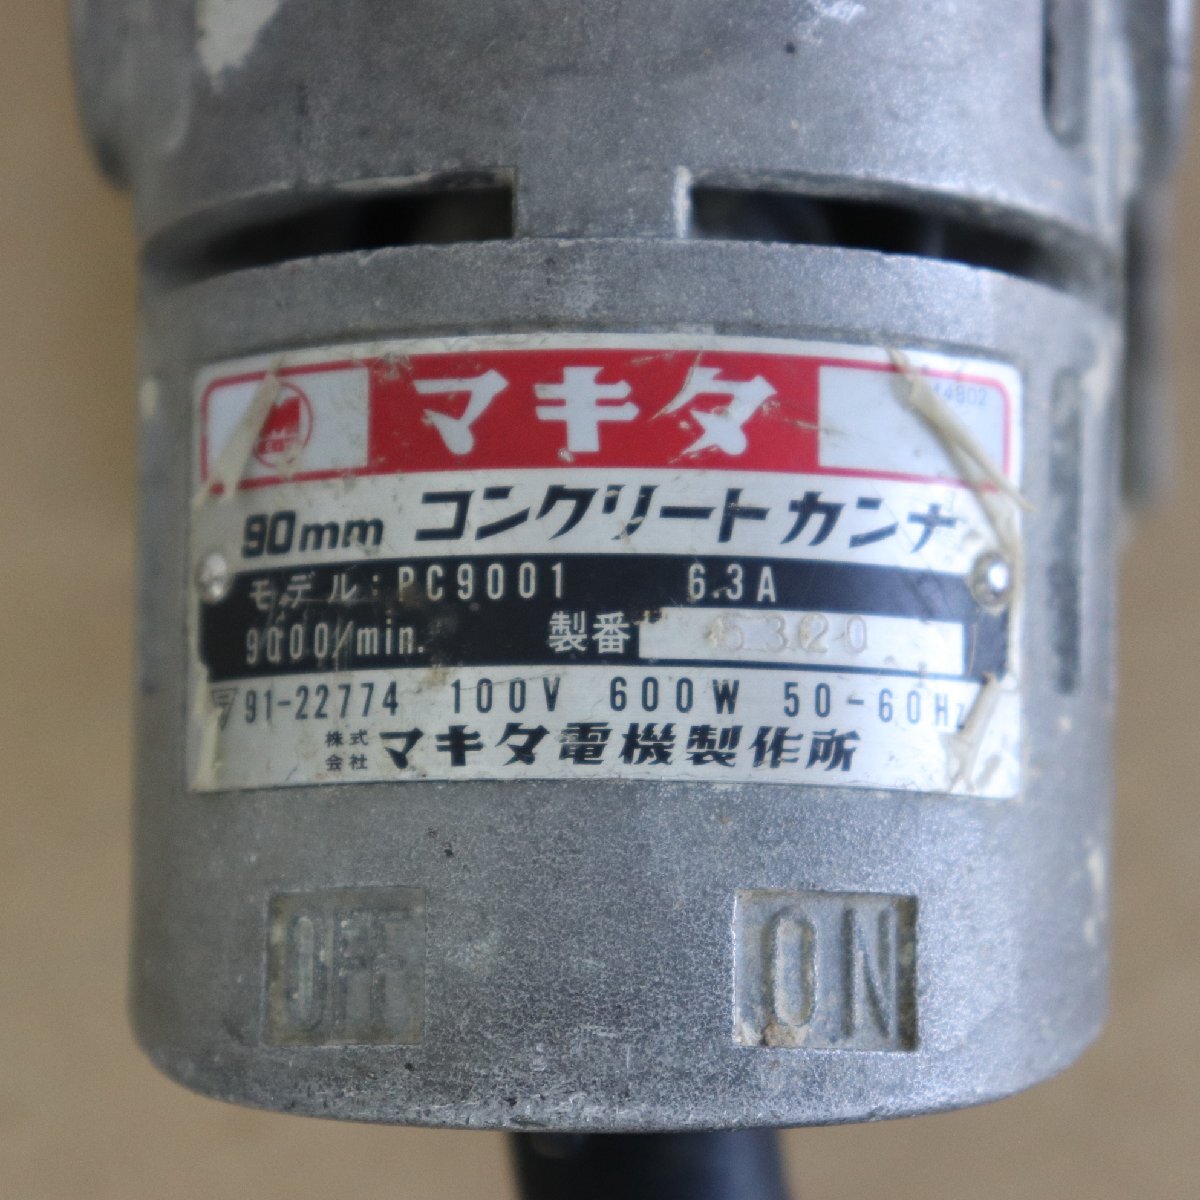 マキタ
90mm コンクリートカンナ
モデル:PC9001 6.3A
9000/min. 製番
91-22774 100V 600W 50-60Hz
株式会社 マキタ電機製作所
OFF ON